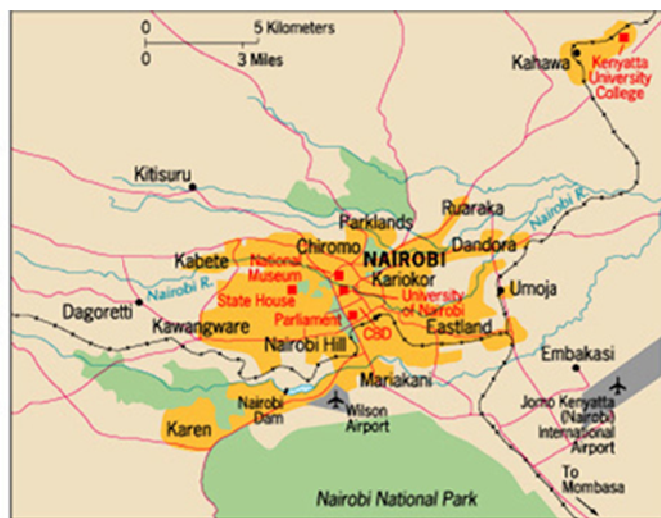 0 5 Kilometers
0 3 Miles
Kahawa
Kenyatta
University
College
Kitisuru
Ruaraka
Parklands
Nairobi R.
Chiromo
Dandora
Kabete
National
Museum
NAIROBI
Kariokor
Nairobi R.
State House
University
of Nairobi
Umoja
Dagoretti
Kawangware
Parliament
CBD
Eastland
Nairobi Hill
Embakasi
Mariakani
Nairobi
Dam
Wilson
Airport
Jomo Kenyatta
(Nairobi)
International
Airport
Karen
To
Mombasa
Nairobi National Park